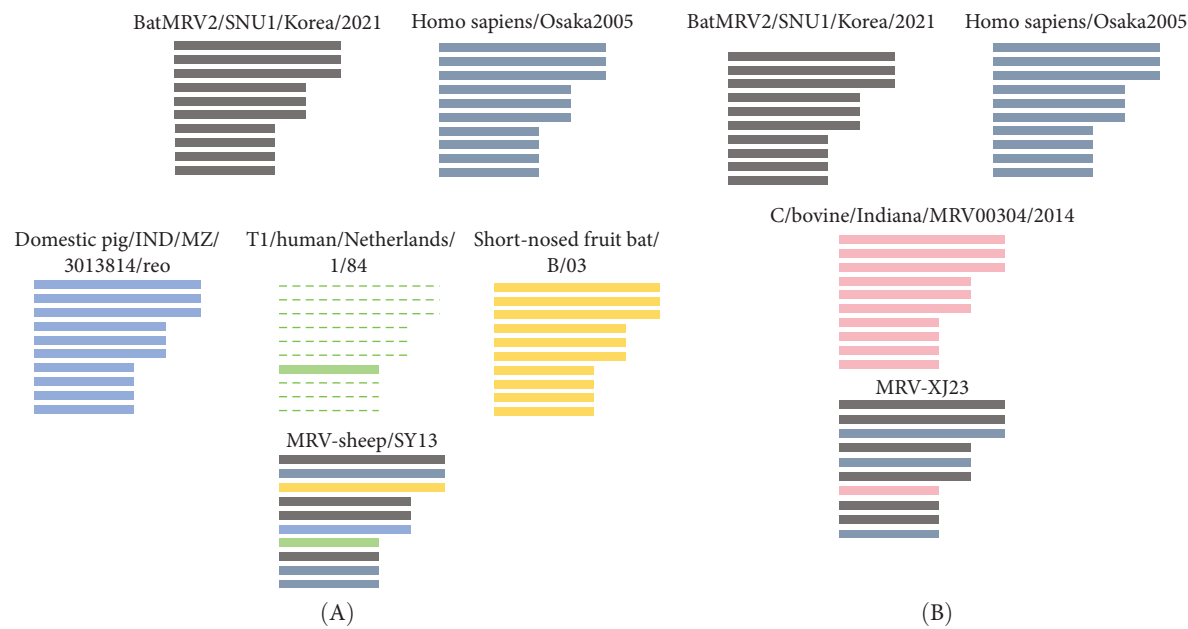 BatMRV2/SNU1/Korea/2021
Homo sapiens/Osaka2005
Domestic pig/IND/MZ/
3013814/reo
T1/human/Netherlands/
1/84
Short-nosed fruit bat/
B/03
MRV-sheep/SY13
(A)
BatMRV2/SNU1/Korea/2021
Homo sapiens/Osaka2005
C/bovine/Indiana/MRV00304/2014
MRV-XJ23
(B)